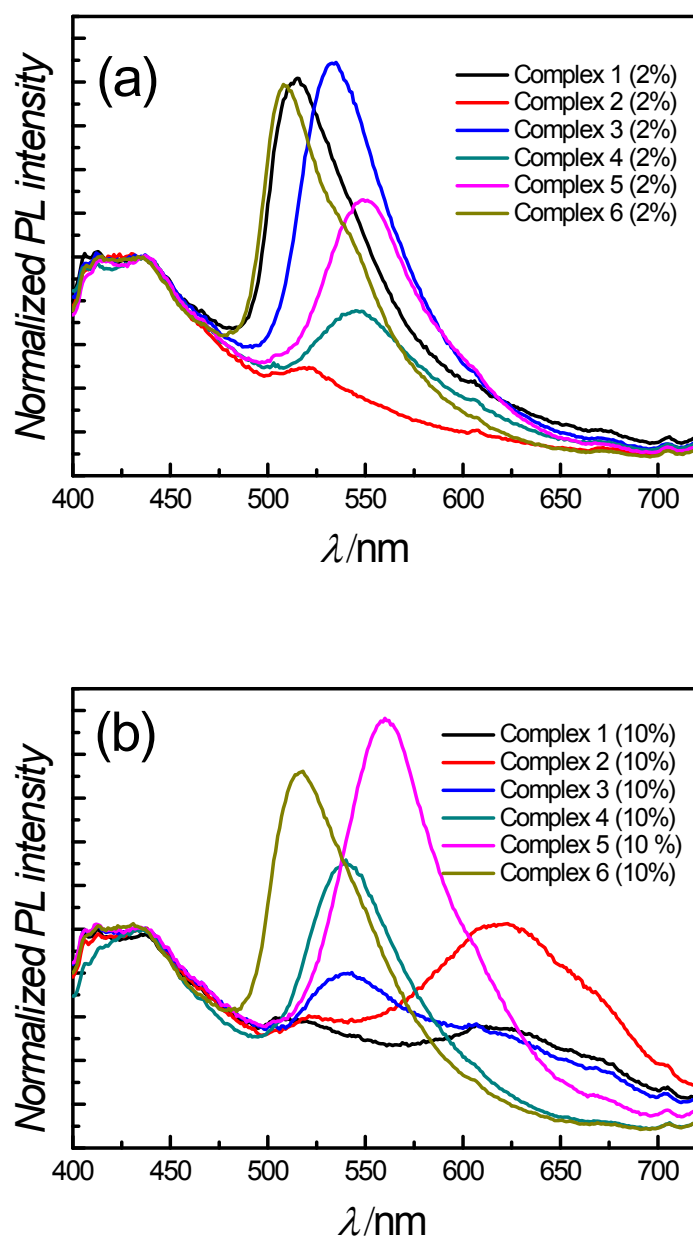 (a)
Complex 1 (2%)
Complex 2 (2%)
Complex 3 (2%)
Complex 4 (2%)
Complex 5 (2%)
Complex 6 (2%)
Normalized PL intensity
400 450 500 550 600 650 700
λ/nm
(b)
Complex 1 (10%)
Complex 2 (10%)
Complex 3 (10%)
Complex 4 (10%)
Complex 5 (10 %)
Complex 6 (10%)
Normalized PL intensity
400 450 500 550 600 650 700
λ/nm